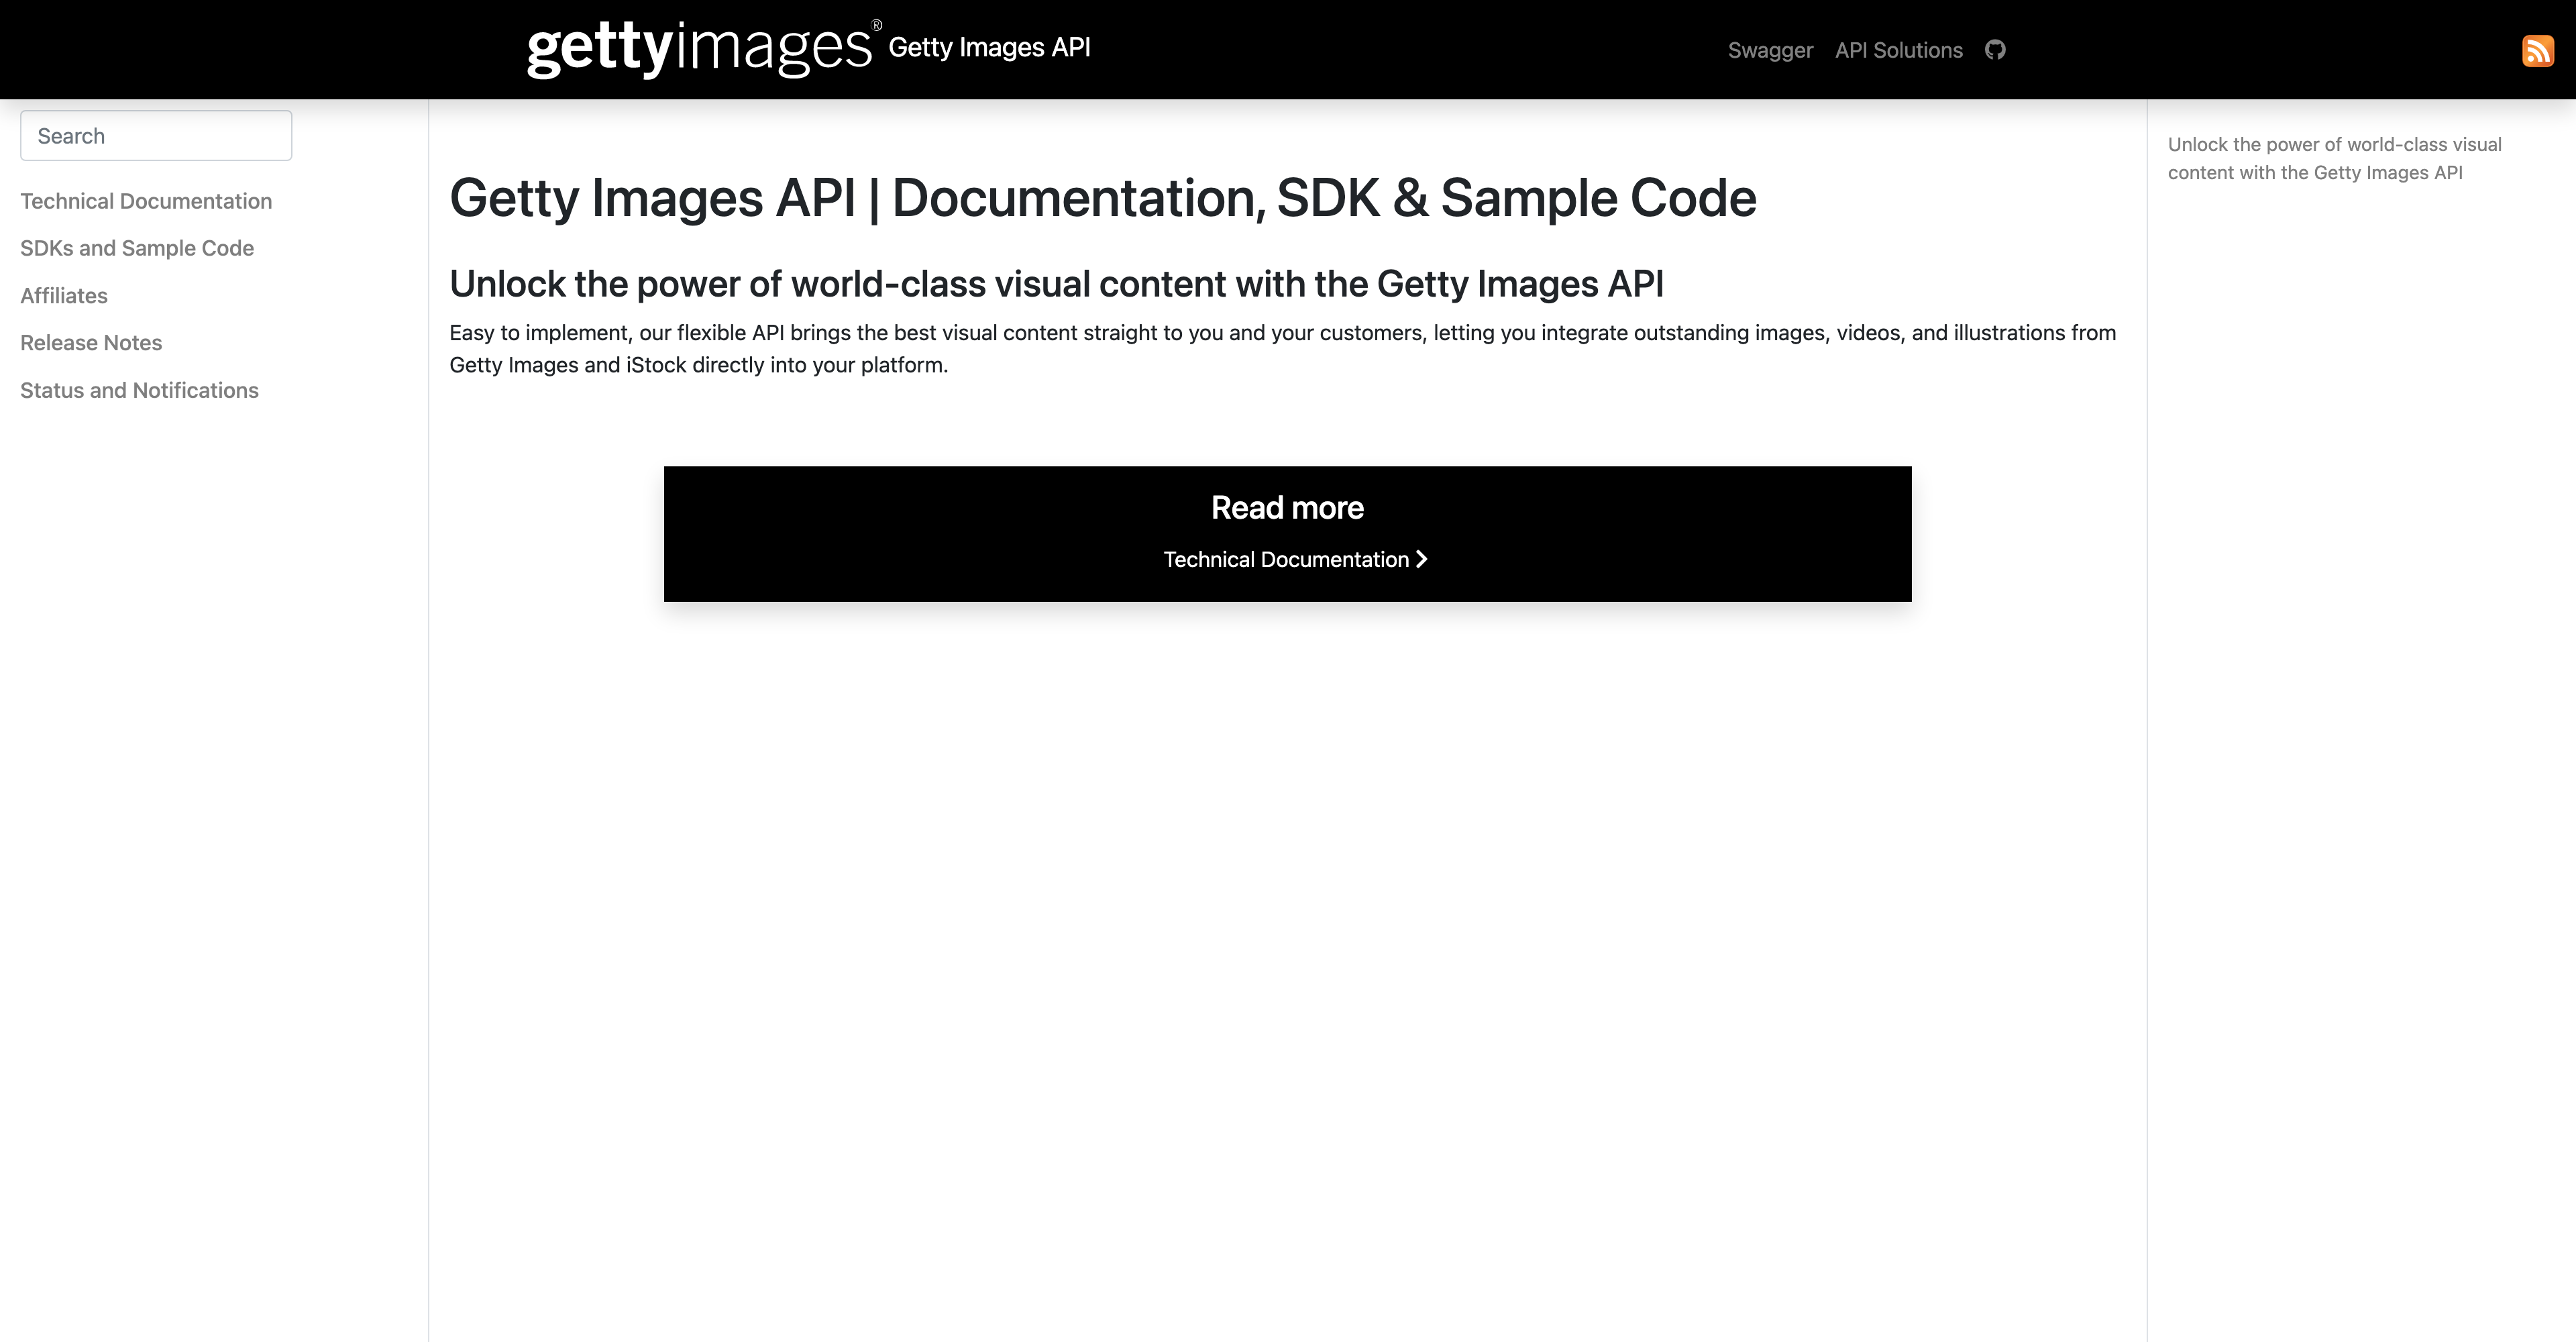 gettyimages® Getty Images API
Swagger API Solutions
Search
Technical Documentation
SDKs and Sample Code
Affiliates
Release Notes
Status and Notifications
Getty Images API | Documentation, SDK & Sample Code
Unlock the power of world-class visual content with the Getty Images API
Easy to implement, our flexible API brings the best visual content straight to you and your customers, letting you integrate outstanding images, videos, and illustrations from
Getty Images and iStock directly into your platform.
Read more
Technical Documentation
Unlock the power of world-class visual
content with the Getty Images API